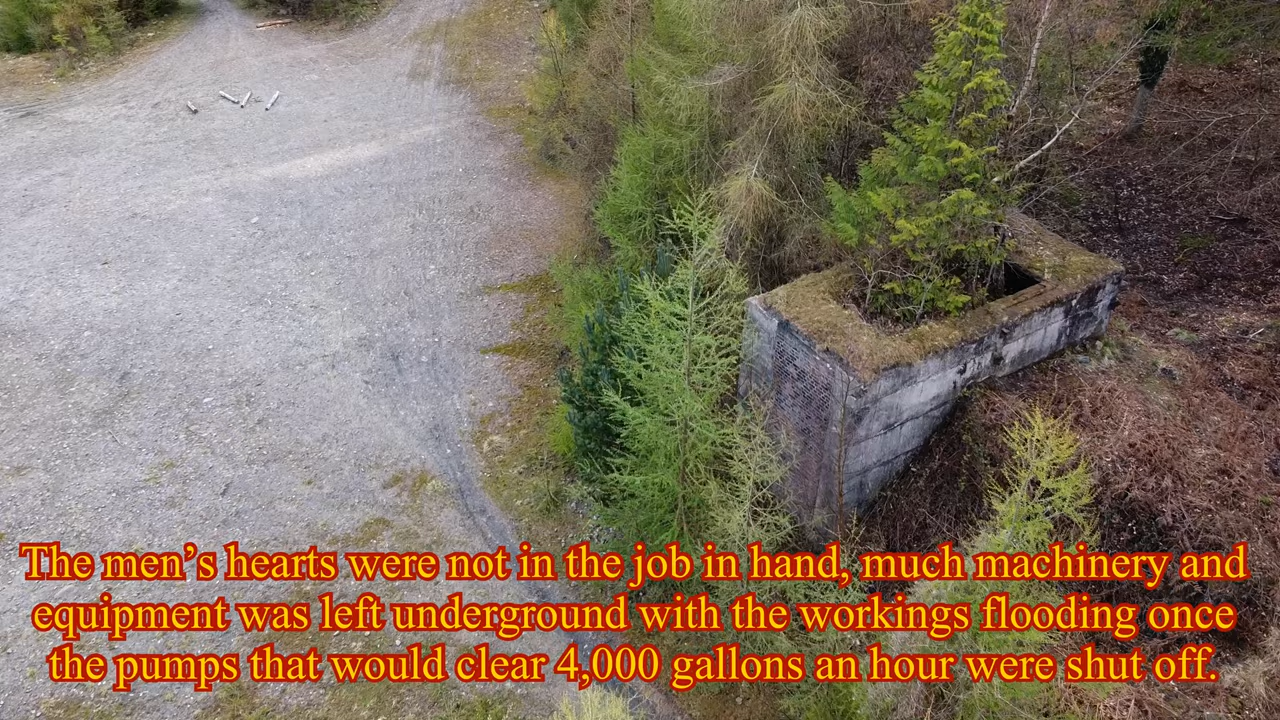 The men’s hearts were not in the job in hand, much machinery and
equipment was left underground with the workings flooding once
the pumps that would clear 4,000 gallons an hour were shut off.